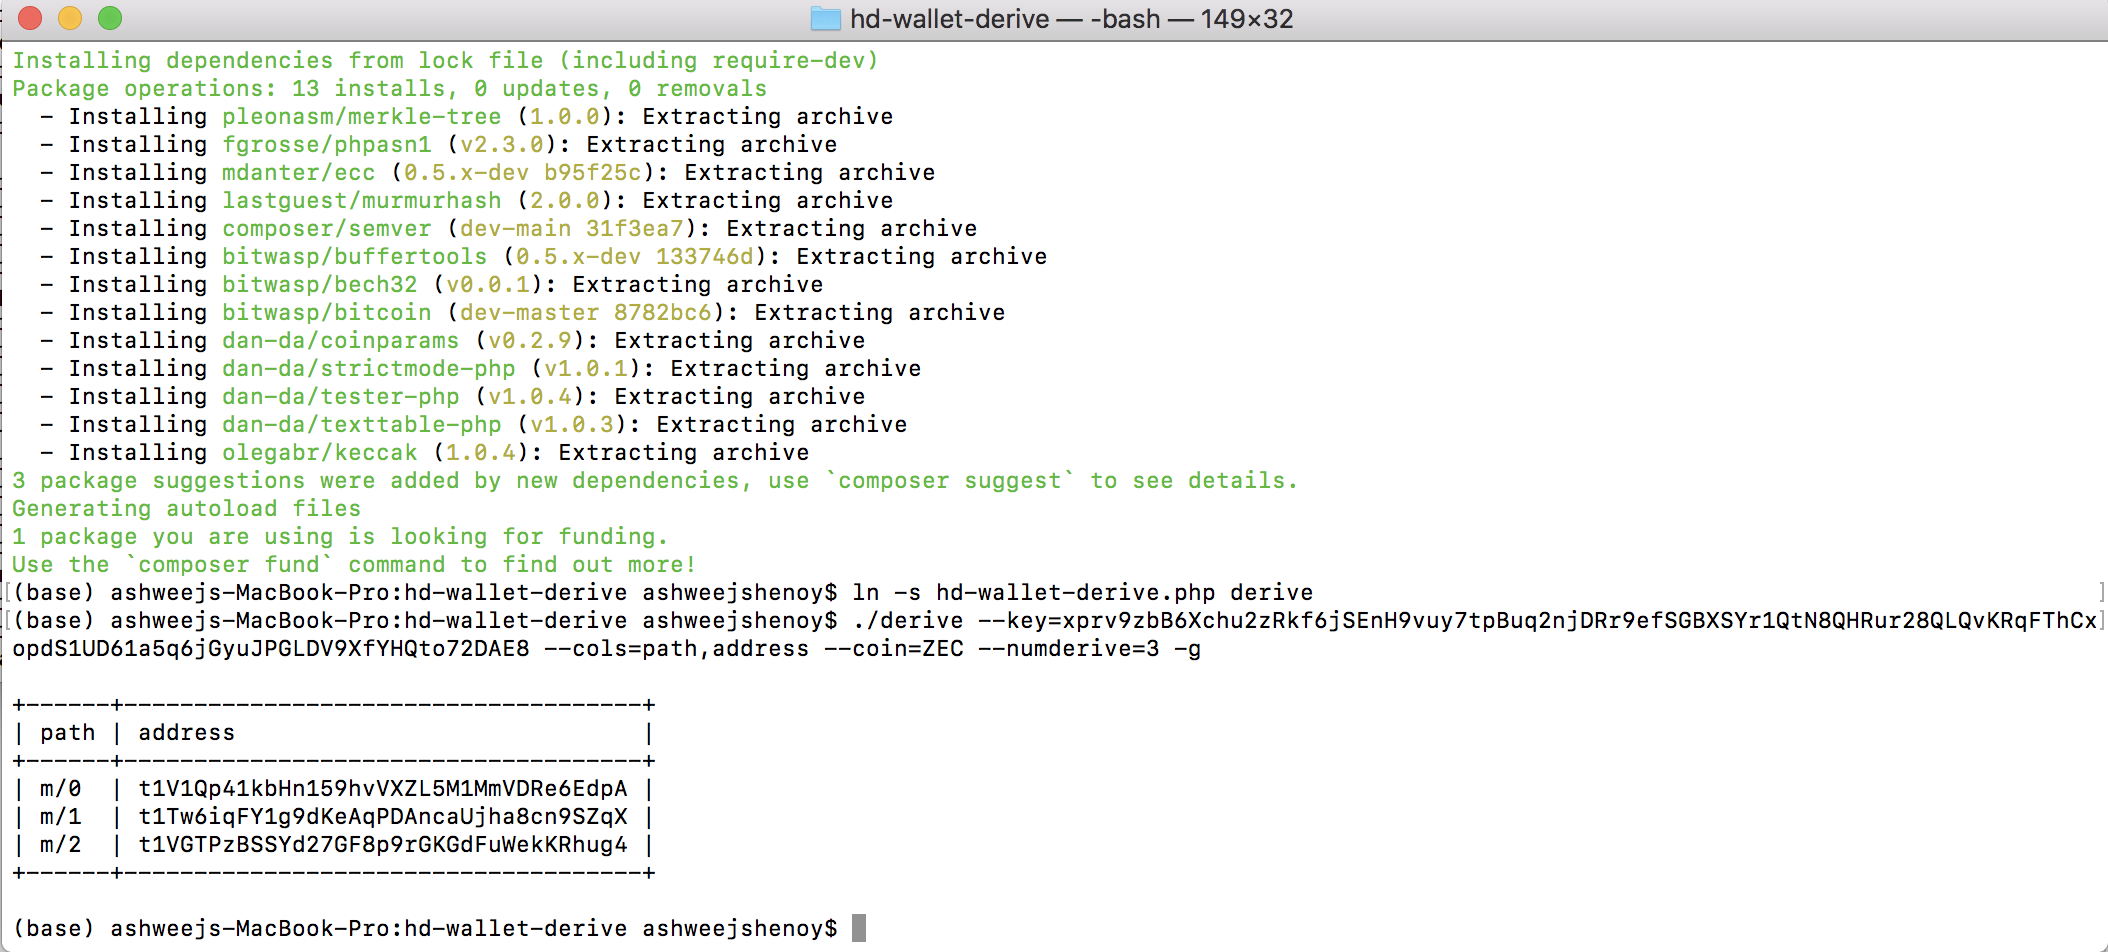 hd-wallet-derive — -bash — 149×32
Installing dependencies from lock file (including require-dev)
Package operations: 13 installs, 0 updates, 0 removals
  - Installing pleonasm/merkle-tree (1.0.0): Extracting archive
  - Installing fgrosse/phpasn1 (v2.3.0): Extracting archive
  - Installing mdanter/ecc (0.5.x-dev b95f25c): Extracting archive
  - Installing lastguest/murmurhash (2.0.0): Extracting archive
  - Installing composer/semver (dev-main 31f3ea7): Extracting archive
  - Installing bitwasp/buffertools (0.5.x-dev 133746d): Extracting archive
  - Installing bitwasp/bech32 (v0.0.1): Extracting archive
  - Installing bitwasp/bitcoin (dev-master 8782bc6): Extracting archive
  - Installing dan-da/coinparams (v0.2.9): Extracting archive
  - Installing dan-da/strictmode-php (v1.0.1): Extracting archive
  - Installing dan-da/tester-php (v1.0.4): Extracting archive
  - Installing dan-da/texttable-php (v1.0.3): Extracting archive
  - Installing olegabr/keccak (1.0.4): Extracting archive
3 package suggestions were added by new dependencies, use `composer suggest` to see details.
Generating autoload files
1 package you are using is looking for funding.
Use the `composer fund` command to find out more!
[(base) ashweejs-MacBook-Pro:hd-wallet-derive ashweejshenoy$ ln -s hd-wallet-derive.php derive ]
[(base) ashweejs-MacBook-Pro:hd-wallet-derive ashweejshenoy$ ./derive --key=xprv9zbB6Xchu2zRkf6jSEnH9vuy7tpBuq2njDRr9efSGBXSYr1QtN8QHRur28QLQvKRqFThCx]
opdS1UD61a5q6jGyuJPGLDV9XfYHQto72DAE8 --cols=path,address --coin=ZEC --numderive=3 -g
+------+-------------------------------------+
| path | address                             |
+------+-------------------------------------+
| m/0  | t1V1Qp41kbHn159hvVXZL5M1MmVDRe6EdpA |
| m/1  | t1Tw6iqFY1g9dKeAqPDAncaUjha8cn9SZqX |
| m/2  | t1VGTPzBSSYd27GF8p9rGKGdFuWekKRhug4 |
+------+-------------------------------------+
(base) ashweejs-MacBook-Pro:hd-wallet-derive ashweejshenoy$